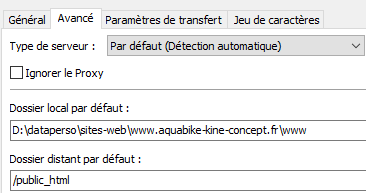 Général Avancé Paramètres de transfert Jeu de caractères
Type de serveur : Par défaut (Détection automatique)
Ignorer le Proxy
Dossier local par défaut :
D:\dataperso\sites-web\www.aquabike-kine-concept.fr\www
Dossier distant par défaut :
/public_html